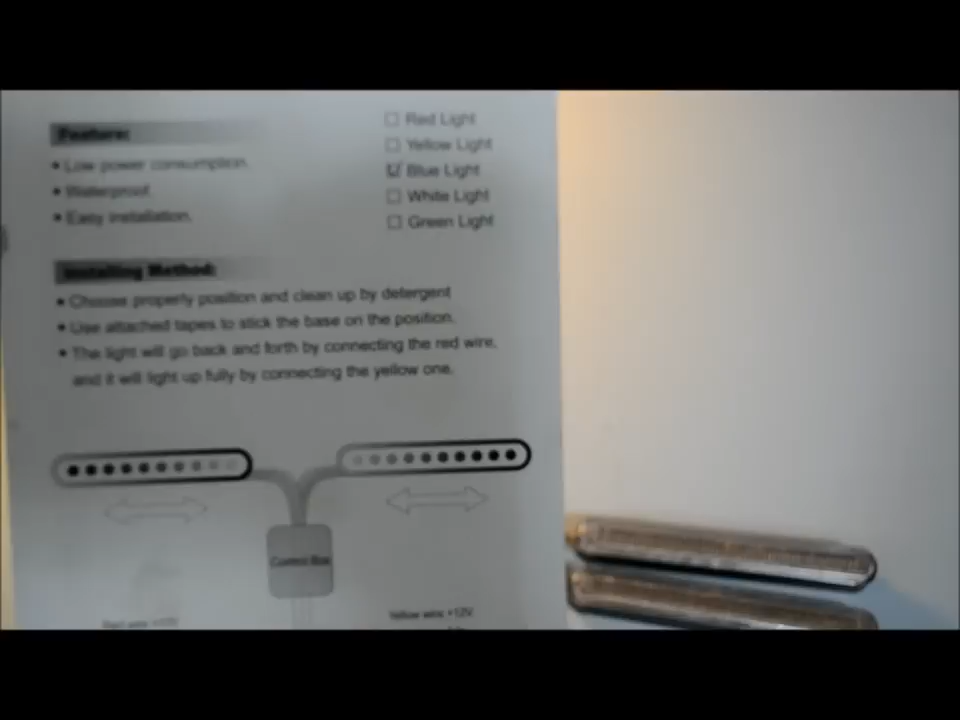 Feature:
• Low power consumption.
• Waterproof.
• Easy installation.
☐ Red Light
☐ Yellow Light
☑ Blue Light
☐ White Light
☐ Green Light
Installing Method:
• Choose properly position and clean up by detergent
• Use attached tapes to stick the base on the position.
• The light will go back and forth by connecting the red wire,
and it will light up fully by connecting the yellow one.
Control Box
Red wire +12V
Yellow wire +12V